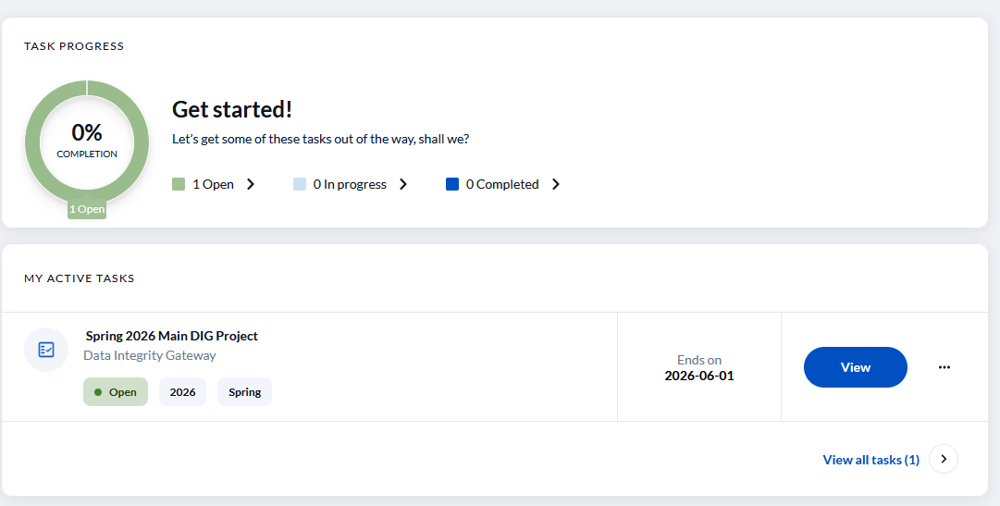 TASK PROGRESS
0%
COMPLETION
1 Open
Get started!
Let's get some of these tasks out of the way, shall we?
1 Open
0 In progress
0 Completed
MY ACTIVE TASKS
Spring 2026 Main DIG Project
Data Integrity Gateway
Open
2026
Spring
Ends on
2026-06-01
View
View all tasks (1)